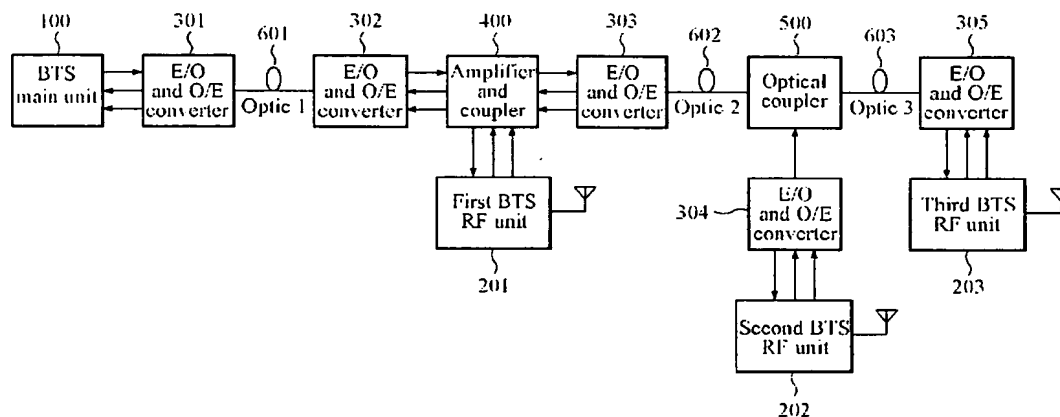 100
301
601
302
400
303
602
500
603
305
BTS
main unit
E/O
and O/E
converter
Optic 1
E/O
and O/E
converter
Amplifier
and
coupler
E/O
and O/E
converter
Optic 2
Optical
coupler
Optic 3
E/O
and O/E
converter
First BTS
RF unit
201
304
E/O
and O/E
converter
Third BTS
RF unit
203
Second BTS
RF unit
202